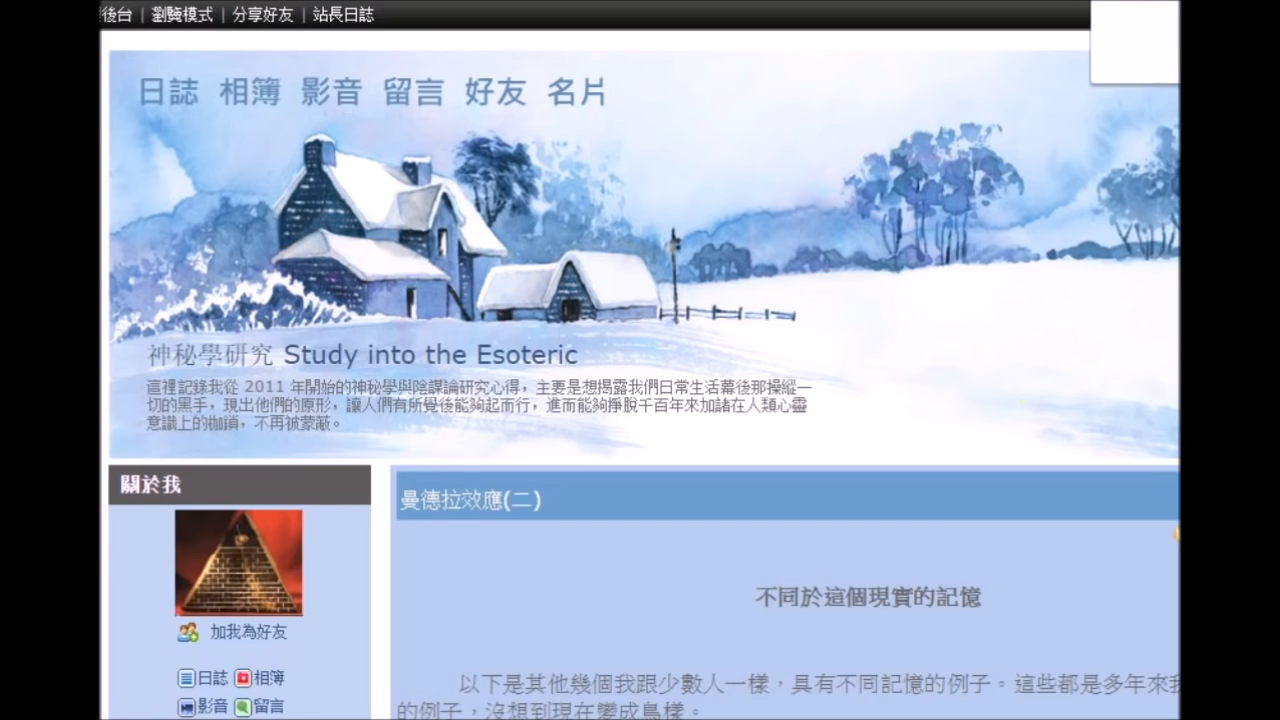 後台 | 瀏覽模式 | 分享好友 | 站長日誌
日誌 相簿 影音 留言 好友 名片
神秘學研究 Study into the Esoteric
這裡記錄我從 2011 年開始的神秘學與陰謀論研究心得，主要是想揭露我們日常生活幕後那操縱一
切的黑手，現出他們的原形，讓人們有所覺後能夠起而行，進而能夠掙脫千百年來加諸在人類心靈
意識上的枷鎖，不再被蒙蔽。
關於我
加我為好友
日誌 相簿
影音 留言
曼德拉效應(二)
不同於這個現實的記憶
以下是其他幾個我跟少數人一樣，具有不同記憶的例子。這些都是多年來我
的例子，沒想到現在變成鳥樣。